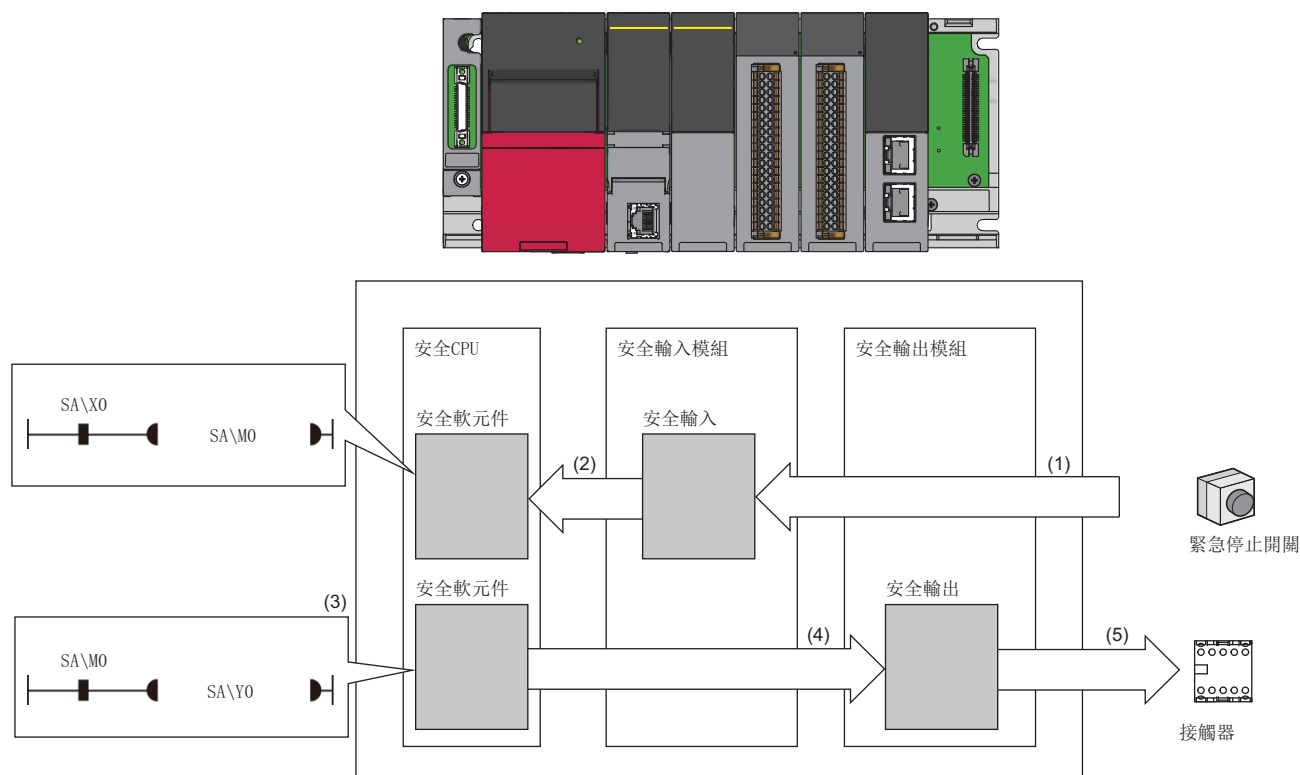 安全CPU
安全輸入模組
安全輸出模組
SA\X0
SA\M0
安全軟元件
安全輸入
(2)
(1)
緊急停止開關
(3)
安全軟元件
安全輸出
SA\M0
SA\Y0
(4)
(5)
接觸器